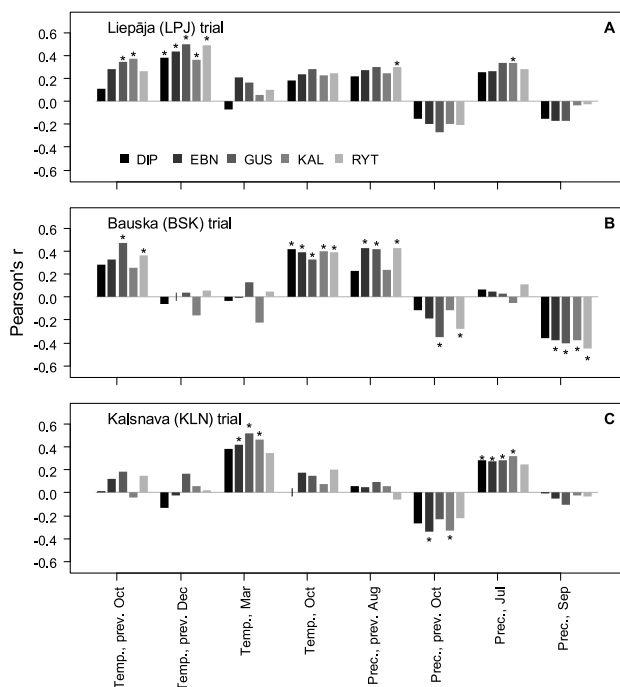 Liepāja (LPJ) trial
A
0.6
0.4
0.2
0.0
-0.2
-0.4
-0.6
* * * * * * * * *
DIP EBN GUS KAL RYT
Bauska (BSK) trial
B
0.6
0.4
0.2
0.0
-0.2
-0.4
-0.6
* * * * * * * * * * * * * * * *
Pearson's r
Kalsnava (KLN) trial
C
0.6
0.4
0.2
0.0
-0.2
-0.4
-0.6
* * * * * * * * *
Temp., prev. Oct
Temp., prev. Dec
Temp., Mar
Temp., Oct
Prec., prev. Aug
Prec., prev. Oct
Prec., Jul
Prec., Sep